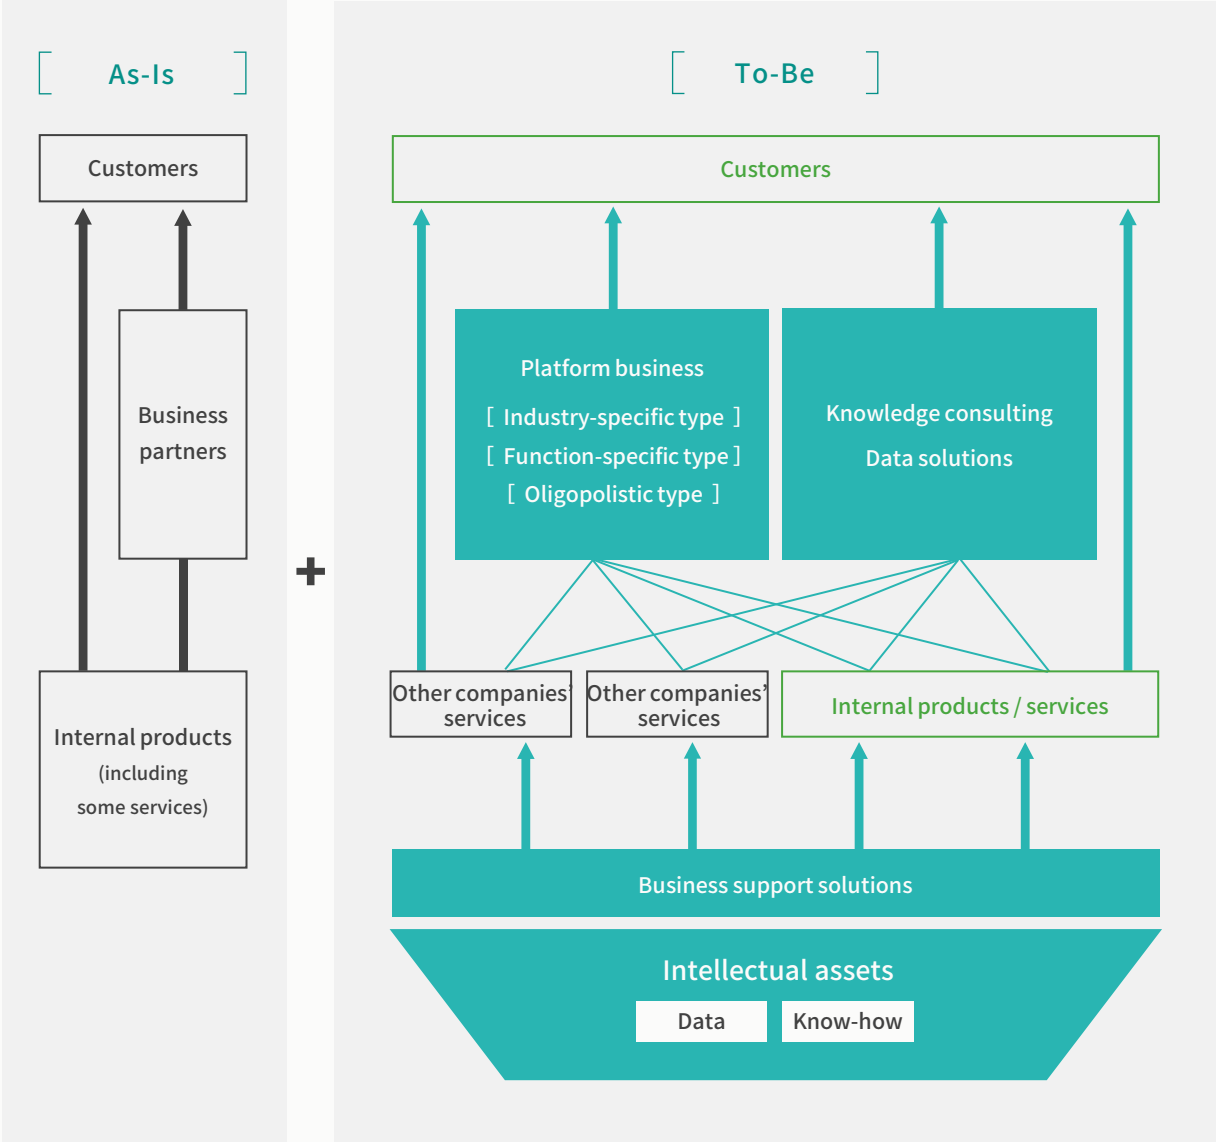 [ As-Is ]
Customers
Business
partners
Internal products
(including
some services)
+
[ To-Be ]
Customers
Platform business
[ Industry-specific type ]
[ Function-specific type ]
[ Oligopolistic type ]
Knowledge consulting
Data solutions
Other companies'
services
Other companies'
services
Internal products / services
Business support solutions
Intellectual assets
Data
Know-how